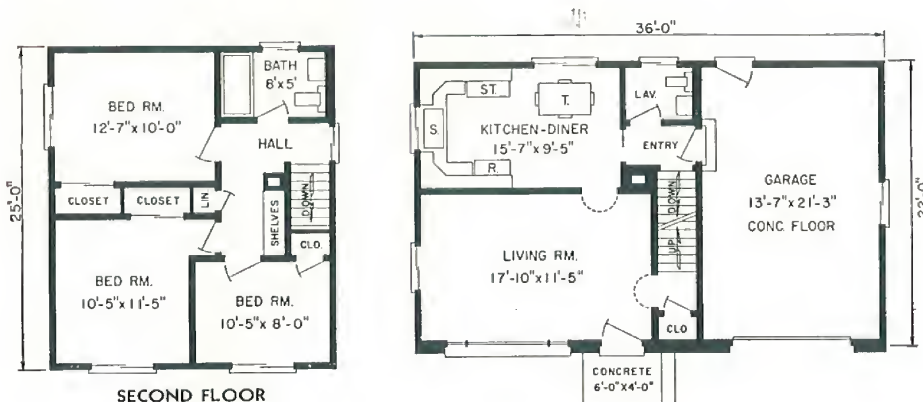 25'-0"
BED RM.
12'-7"x10'-0"
BATH
8'x5'
HALL
CLOSET
CLOSET
LIN
SHELVES
DOWN
CLO.
BED RM.
10'-5"x11'-5"
BED RM.
10'-5"x8'-0"
SECOND FLOOR
36'-0"
ST.
T.
S.
KITCHEN-DINER
15'-7"x9'-5"
R.
LAV.
ENTRY
DOWN
UP
LIVING RM.
17'-10"x11'-5"
CLO
GARAGE
13'-7"x21'-3"
CONC. FLOOR
CONCRETE
6'-0"x4'-0"